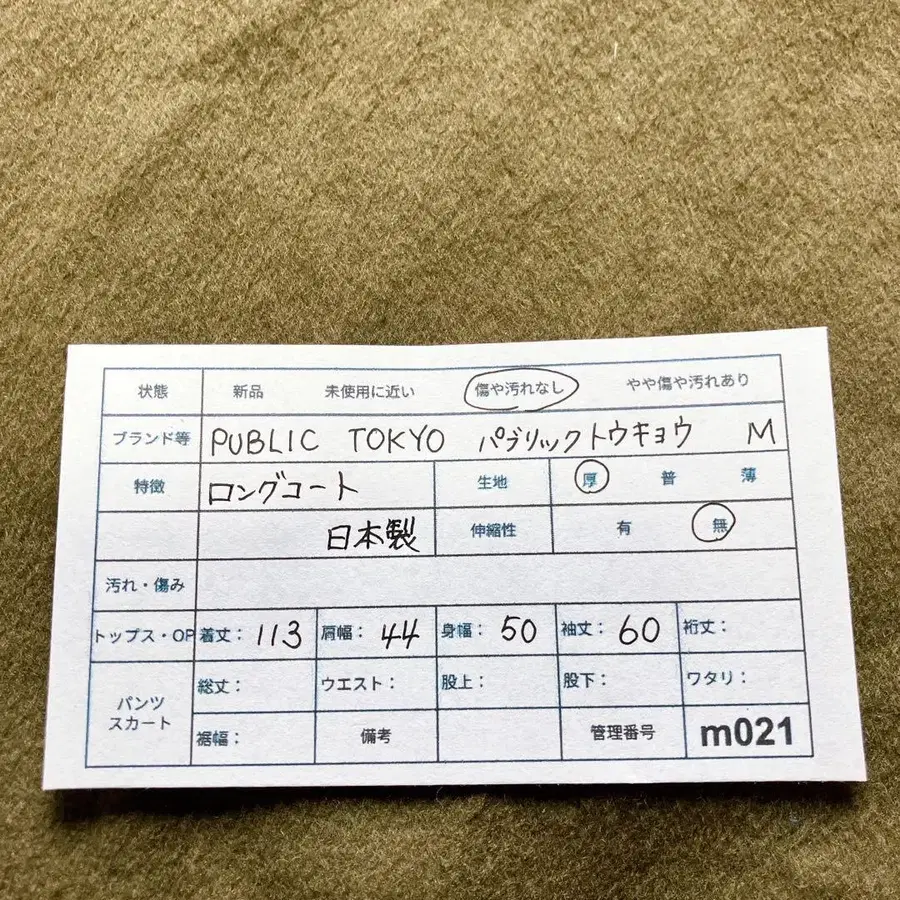 状態 新品 未使用に近い 傷や汚れなし やや傷や汚れあり
ブランド等 PUBLIC TOKYO パブリックトウキョウ M
特徴 ロングコート 生地 厚 普 薄
日本製 伸縮性 有 無
汚れ・傷み
トップス・OP 着丈: 113 肩幅: 44 身幅: 50 袖丈: 60 裄丈:
パンツ スカート 総丈: ウエスト: 股上: 股下: ワタリ:
裾幅: 備考 管理番号 m021